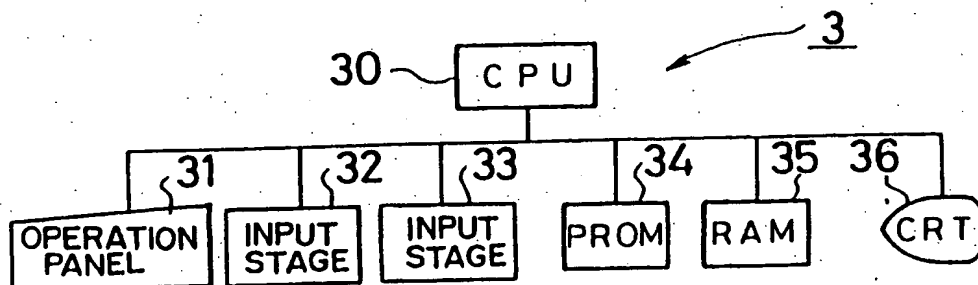 3
30
CPU
31
32
33
34
35
36
OPERATION
PANEL
INPUT
STAGE
INPUT
STAGE
PROM
RAM
CRT